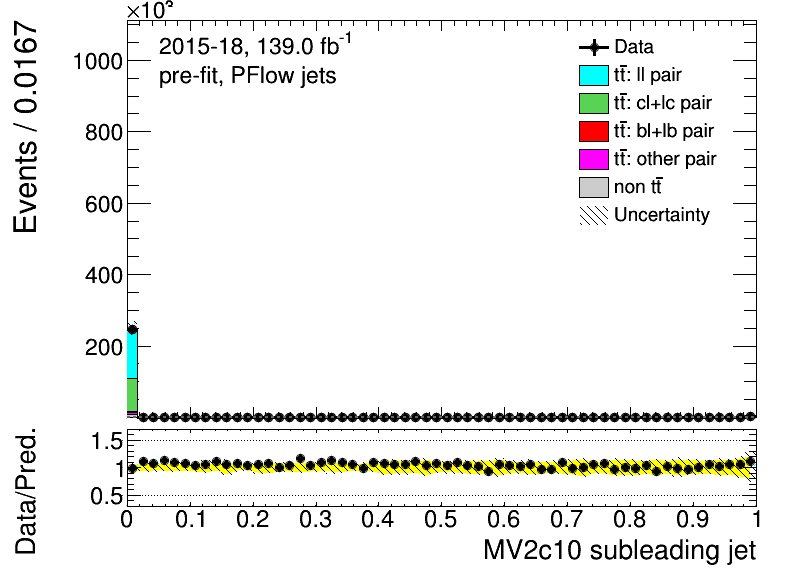 ×10³
2015-18, 139.0 fb⁻¹
pre-fit, PFlow jets
Data
tt̄: ll pair
tt̄: cl+lc pair
tt̄: bl+lb pair
tt̄: other pair
non tt̄
Uncertainty
Events / 0.0167
1000
800
600
400
200
Data/Pred.
1.5
1
0.5
0 0.1 0.2 0.3 0.4 0.5 0.6 0.7 0.8 0.9 1
MV2c10 subleading jet